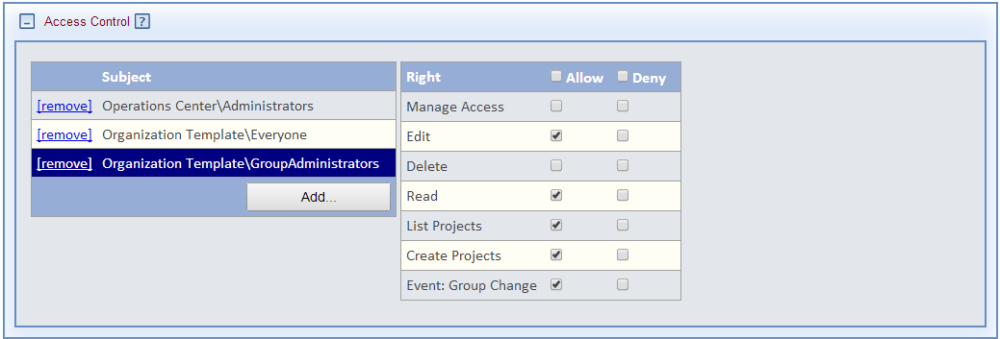 Access Control ?
Subject
[remove] Operations Center\Administrators
[remove] Organization Template\Everyone
[remove] Organization Template\GroupAdministrators
Add...
Right Allow Deny
Manage Access
Edit
Delete
Read
List Projects
Create Projects
Event: Group Change